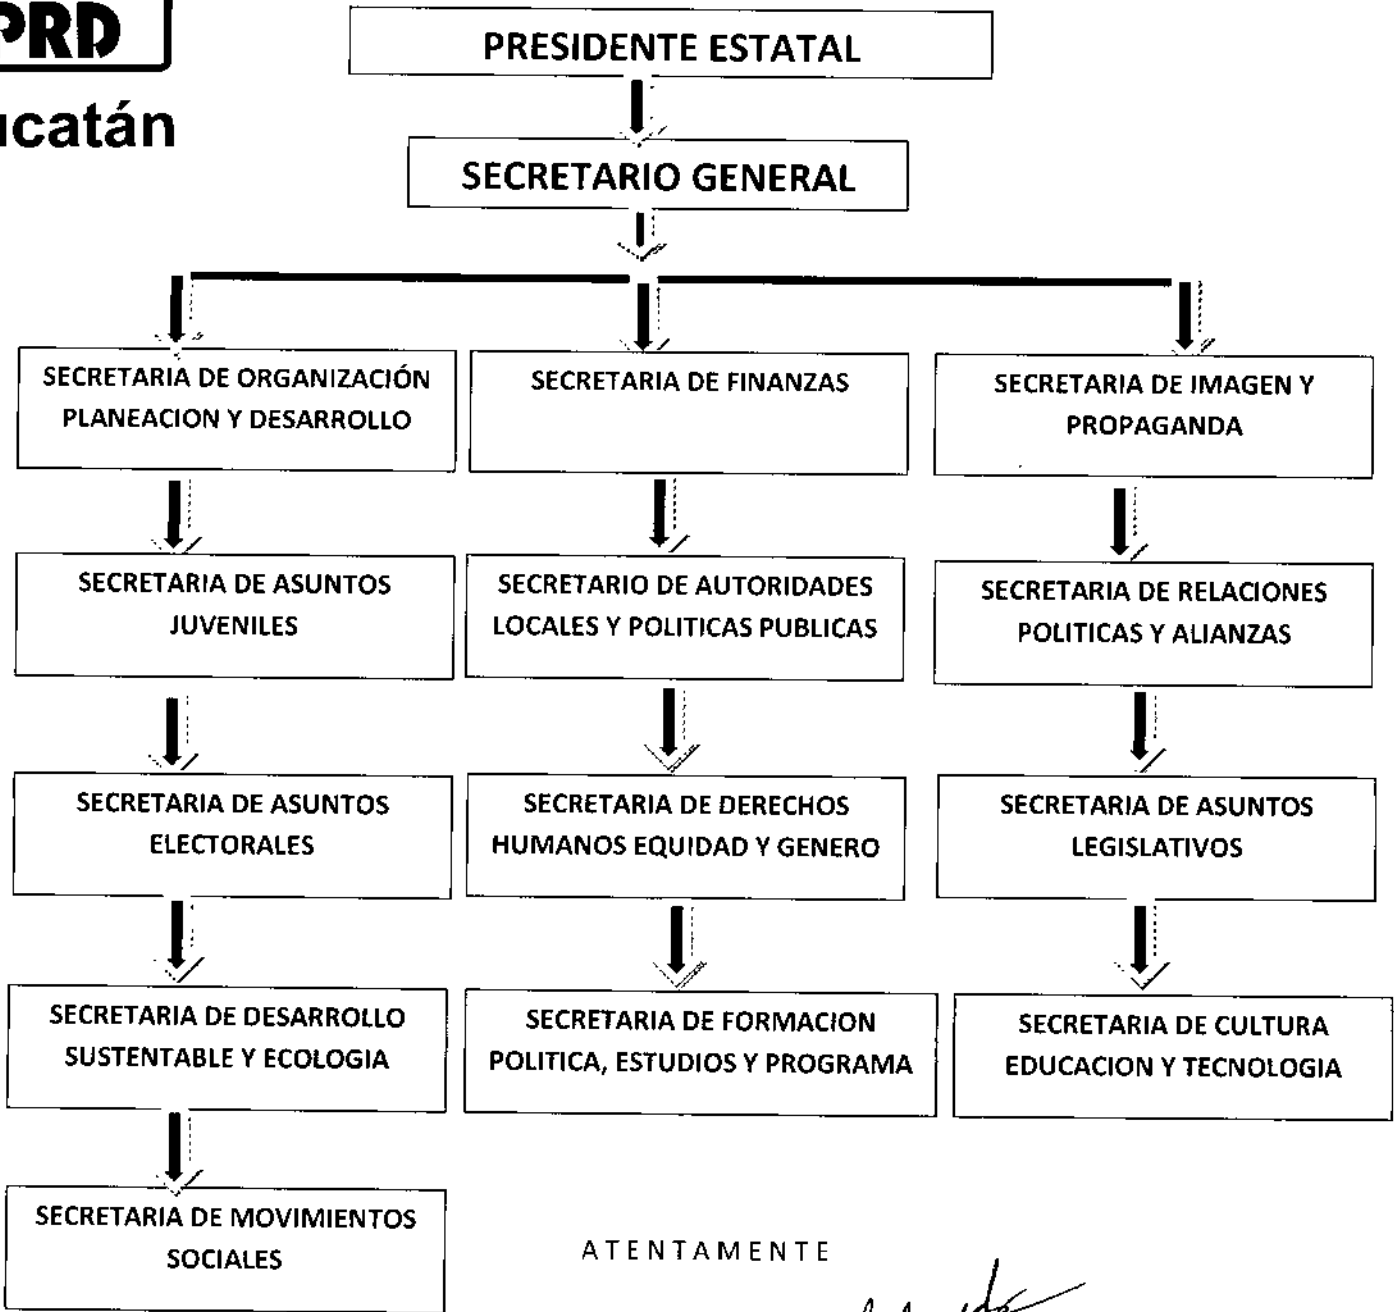 PRD
ucatán
PRESIDENTE ESTATAL
SECRETARIO GENERAL
SECRETARIA DE ORGANIZACIÓN
PLANEACION Y DESARROLLO
SECRETARIA DE FINANZAS
SECRETARIA DE IMAGEN Y
PROPAGANDA
SECRETARIA DE ASUNTOS
JUVENILES
SECRETARIO DE AUTORIDADES
LOCALES Y POLITICAS PUBLICAS
SECRETARIA DE RELACIONES
POLITICAS Y ALIANZAS
SECRETARIA DE ASUNTOS
ELECTORALES
SECRETARIA DE DERECHOS
HUMANOS EQUIDAD Y GENERO
SECRETARIA DE ASUNTOS
LEGISLATIVOS
SECRETARIA DE DESARROLLO
SUSTENTABLE Y ECOLOGIA
SECRETARIA DE FORMACION
POLITICA, ESTUDIOS Y PROGRAMA
SECRETARIA DE CULTURA
EDUCACION Y TECNOLOGIA
SECRETARIA DE MOVIMIENTOS
SOCIALES
ATENTAMENTE